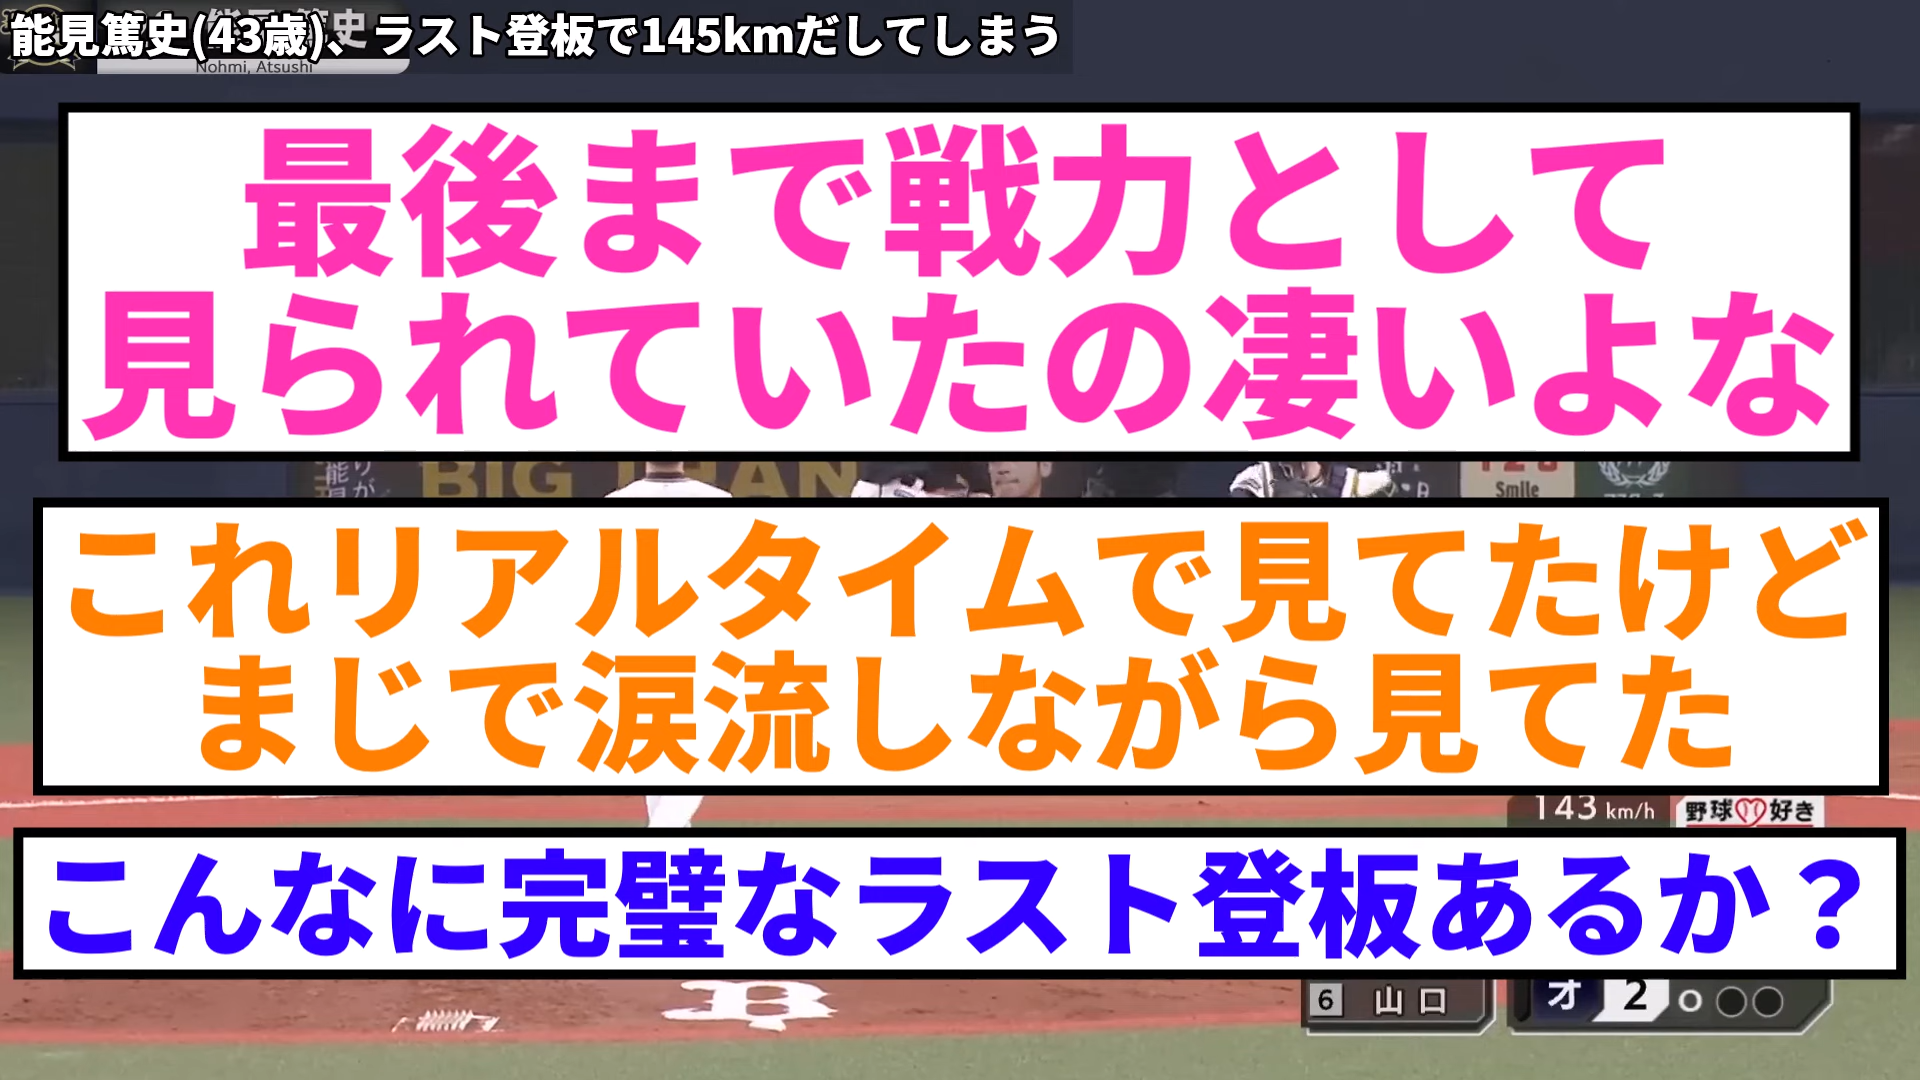 能見篤史(43歳)、ラスト登板で145kmだしてしまう
Nohmi, Atsushi
最後まで戦力として
見られていたの凄いよな
BIG
Smile
これリアルタイムで見てたけど
まじで涙流しながら見てた
143 km/h
野球 好き
こんなに完璧なラスト登板あるか？
6 山口
オ 2
B